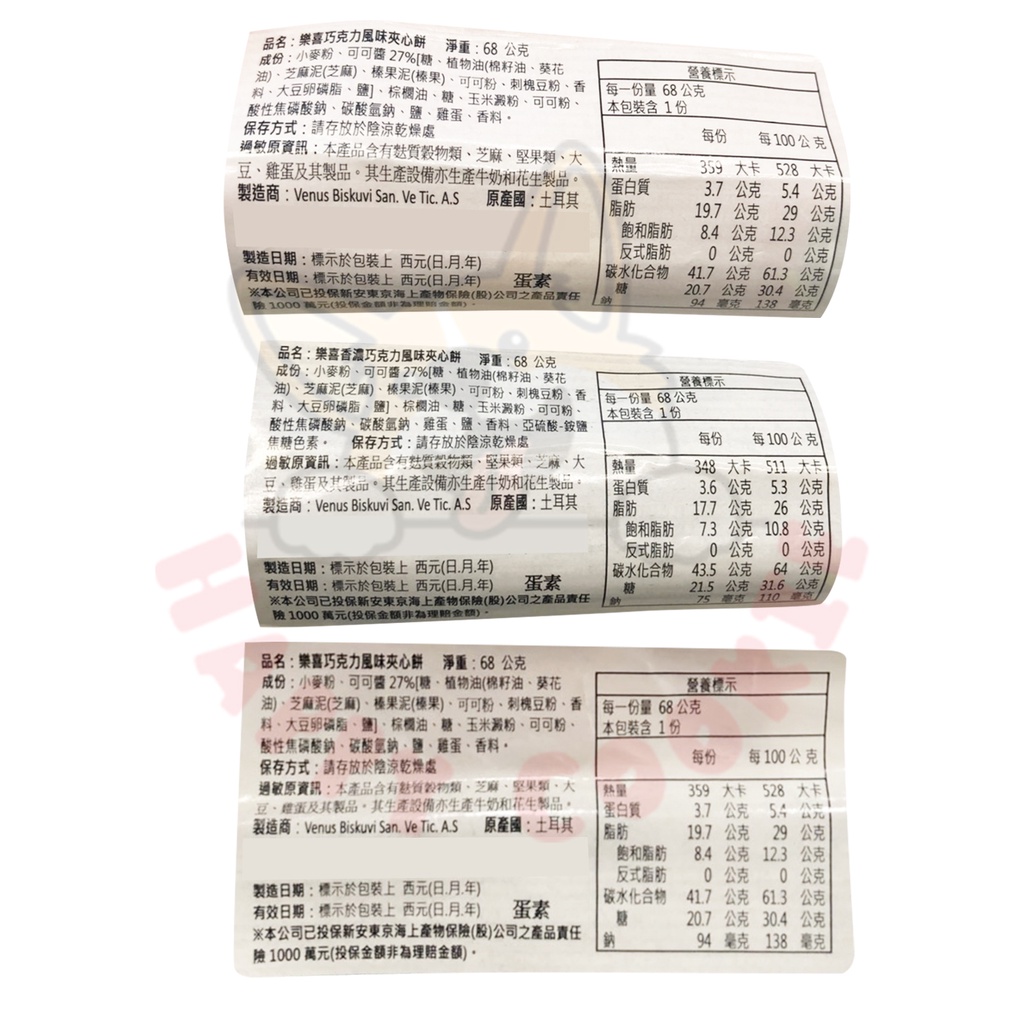 品名：樂喜巧克力風味夾心餅 淨重：68 公克
成份：小麥粉、可可醬27%[糖、植物油(棉籽油、葵花
油)、芝麻泥(芝麻)、榛果泥(榛果)、可可粉、刺槐豆粉、香
料、大豆卵磷脂、鹽]、棕櫚油、糖、玉米澱粉、可可粉、
酸性焦磷酸鈉、碳酸氫鈉、鹽、雞蛋、香料。
保存方式：請存放於陰涼乾燥處
過敏原資訊：本產品含有麩質穀物類、芝麻、堅果類、大
豆、雞蛋及其製品。其生產設備亦生產牛奶和花生製品。
製造商：Venus Biskuvi San. Ve Tic. A.S 原產國：土耳其
製造日期：標示於包裝上 西元(日.月.年)
有效日期：標示於包裝上 西元(日.月.年) 蛋素
※本公司已投保新安東京海上產物保險(股)公司之產品責任
險 1000 萬元(投保金額非為理賠金額)。
營養標示
每一份量 68 公克
本包裝含 1 份
每份 每 100 公克
熱量 359 大卡 528 大卡
蛋白質 3.7 公克 5.4 公克
脂肪 19.7 公克 29 公克
飽和脂肪 8.4 公克 12.3 公克
反式脂肪 0 公克 0 公克
碳水化合物 41.7 公克 61.3 公克
糖 20.7 公克 30.4 公克
鈉 94 毫克 138 毫克
品名：樂喜香濃巧克力風味夾心餅 淨重：68 公克
成份：小麥粉、可可醬27%[糖、植物油(棉籽油、葵花
油)、芝麻泥(芝麻)、榛果泥(榛果)、可可粉、刺槐豆粉、香
料、大豆卵磷脂、鹽]、棕櫚油、糖、玉米澱粉、可可粉、
酸性焦磷酸鈉、碳酸氫鈉、雞蛋、鹽、香料、亞硫酸-銨鹽
焦糖色素。 保存方式：請存放於陰涼乾燥處
過敏原資訊：本產品含有麩質穀物類、堅果類、芝麻、大
豆、雞蛋及其製品。其生產設備亦生產牛奶和花生製品。
製造商：Venus Biskuvi San. Ve Tic. A.S 原產國：土耳其
製造日期：標示於包裝上 西元(日.月.年)
有效日期：標示於包裝上 西元(日.月.年) 蛋素
※本公司已投保新安東京海上產物保險(股)公司之產品責任
險 1000 萬元(投保金額非為理賠金額)。
營養標示
每一份量 68 公克
本包裝含 1 份
每份 每 100 公克
熱量 348 大卡 511 大卡
蛋白質 3.6 公克 5.3 公克
脂肪 17.7 公克 26 公克
飽和脂肪 7.3 公克 10.8 公克
反式脂肪 0 公克 0 公克
碳水化合物 43.5 公克 64 公克
糖 21.5 公克 31.6 公克
鈉 75 毫克 110 毫克
品名：樂喜巧克力風味夾心餅 淨重：68 公克
成份：小麥粉、可可醬27%[糖、植物油(棉籽油、葵花
油)、芝麻泥(芝麻)、榛果泥(榛果)、可可粉、刺槐豆粉、香
料、大豆卵磷脂、鹽]、棕櫚油、糖、玉米澱粉、可可粉、
酸性焦磷酸鈉、碳酸氫鈉、鹽、雞蛋、香料。
保存方式：請存放於陰涼乾燥處
過敏原資訊：本產品含有麩質穀物類、芝麻、堅果類、大
豆、雞蛋及其製品。其生產設備亦生產牛奶和花生製品。
製造商：Venus Biskuvi San. Ve Tic. A.S 原產國：土耳其
製造日期：標示於包裝上 西元(日.月.年)
有效日期：標示於包裝上 西元(日.月.年) 蛋素
※本公司已投保新安東京海上產物保險(股)公司之產品責任
險 1000 萬元(投保金額非為理賠金額)。
營養標示
每一份量 68 公克
本包裝含 1 份
每份 每 100 公克
熱量 359 大卡 528 大卡
蛋白質 3.7 公克 5.4 公克
脂肪 19.7 公克 29 公克
飽和脂肪 8.4 公克 12.3 公克
反式脂肪 0 公克 0 公克
碳水化合物 41.7 公克 61.3 公克
糖 20.7 公克 30.4 公克
鈉 94 毫克 138 毫克